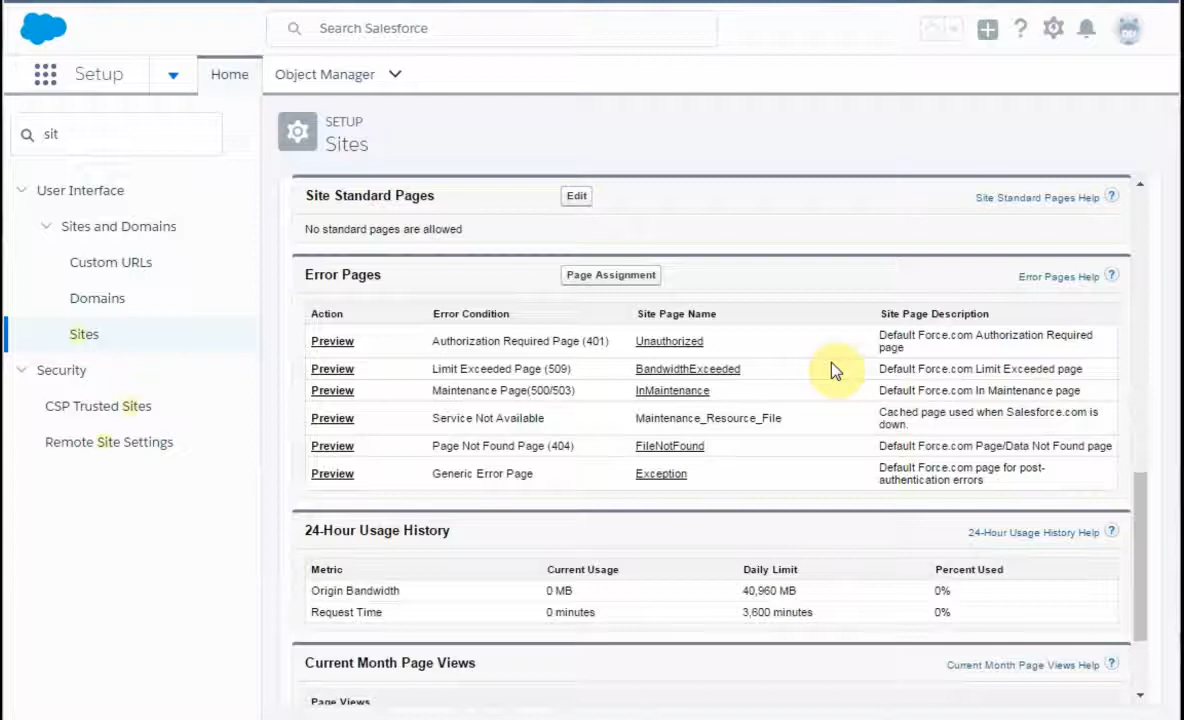 Search Salesforce
Setup
Home
Object Manager
sit
SETUP
Sites
User Interface
Sites and Domains
Custom URLs
Domains
Sites
Security
CSP Trusted Sites
Remote Site Settings
Site Standard Pages Edit Site Standard Pages Help ?
No standard pages are allowed
Error Pages Page Assignment Error Pages Help ?
Action Error Condition Site Page Name Site Page Description
Preview Authorization Required Page (401) Unauthorized Default Force.com Authorization Required
page
Preview Limit Exceeded Page (509) BandwidthExceeded Default Force.com Limit Exceeded page
Preview Maintenance Page(500/503) InMaintenance Default Force.com In Maintenance page
Preview Service Not Available Maintenance_Resource_File Cached page used when Salesforce.com is
down.
Preview Page Not Found Page (404) FileNotFound Default Force.com Page/Data Not Found page
Preview Generic Error Page Exception Default Force.com page for post-
authentication errors
24-Hour Usage History 24-Hour Usage History Help ?
Metric Current Usage Daily Limit Percent Used
Origin Bandwidth 0 MB 40,960 MB 0%
Request Time 0 minutes 3,600 minutes 0%
Current Month Page Views Current Month Page Views Help ?
Page Views